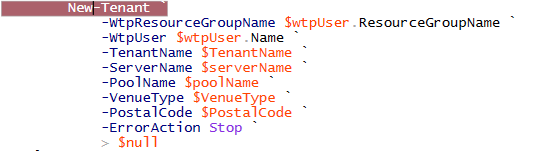 New-Tenant `
-WtpResourceGroupName $wtpUser.ResourceGroupName `
-WtpUser $wtpUser.Name `
-TenantName $TenantName `
-ServerName $serverName `
-PoolName $poolName `
-VenueType $VenueType `
-PostalCode $PostalCode `
-ErrorAction Stop `
> $null